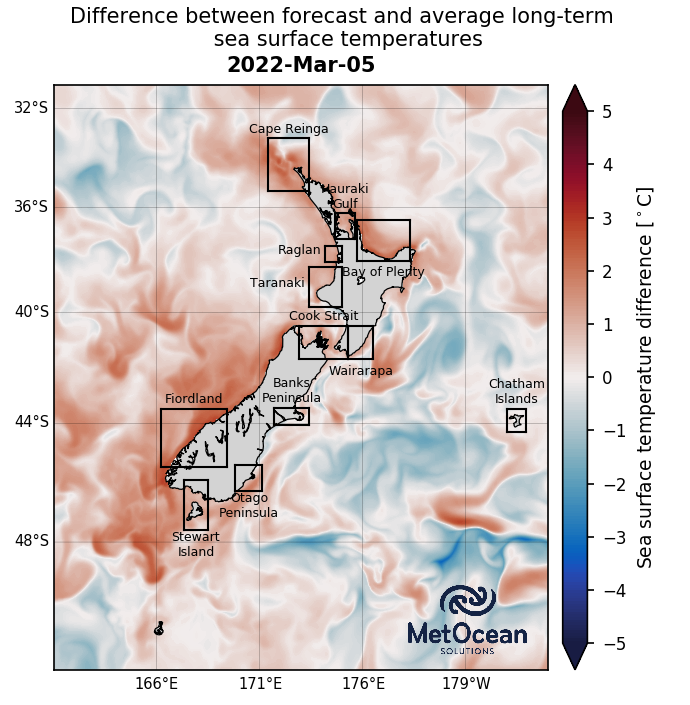 Difference between forecast and average long-term
sea surface temperatures
2022-Mar-05
32°S
36°S
40°S
44°S
48°S
166°E
171°E
176°E
179°W
Cape Reinga
Hauraki
Gulf
Raglan
Bay of Plenty
Taranaki
Cook Strait
Wairarapa
Banks
Peninsula
Fiordland
Chatham
Islands
Otago
Peninsula
Stewart
Island
MetOcean
SOLUTIONS
5
4
3
2
1
0
−1
−2
−3
−4
−5
Sea surface temperature difference [°C]